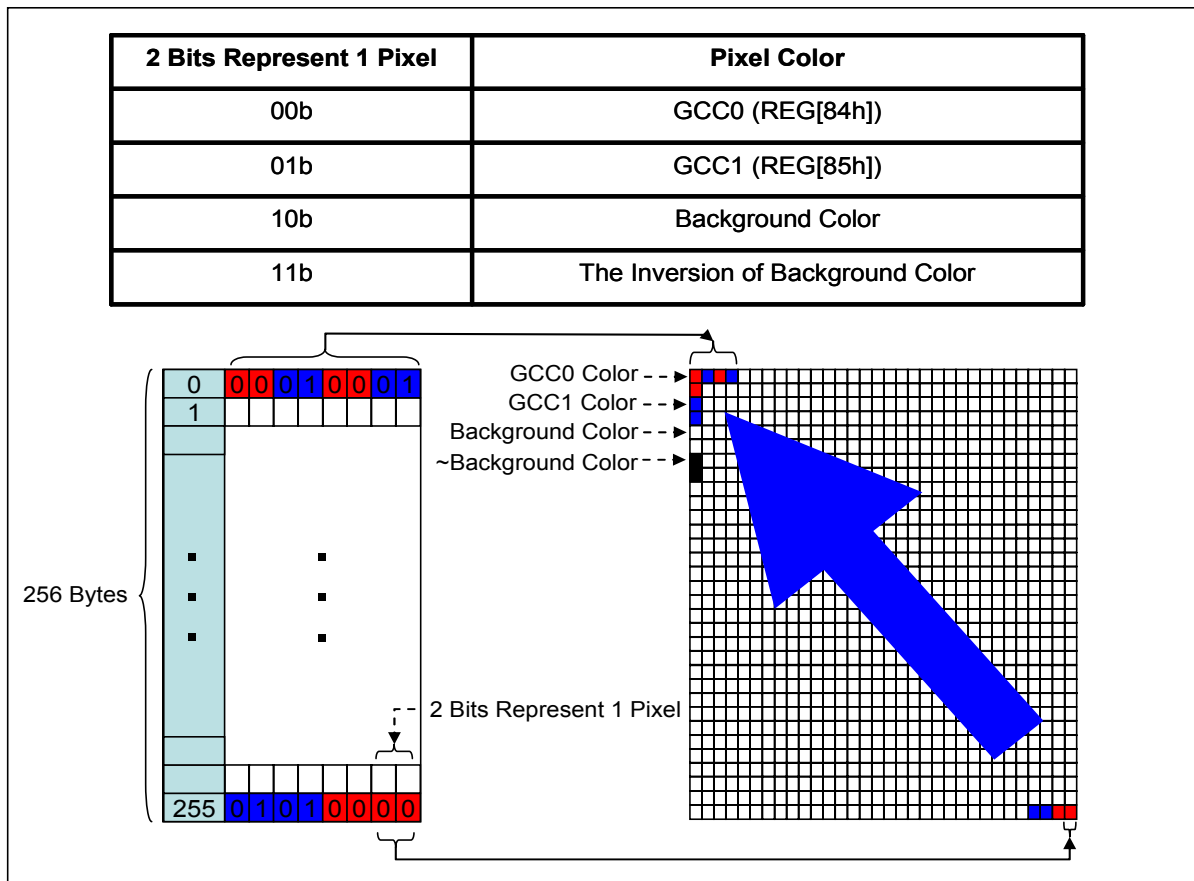 2 Bits Represent 1 Pixel Pixel Color
00b GCC0 (REG[84h])
01b GCC1 (REG[85h])
10b Background Color
11b The Inversion of Background Color
0 0 0 0 1 0 0 0 1
1
255 0 1 0 1 0 0 0 0
256 Bytes
2 Bits Represent 1 Pixel
GCC0 Color
GCC1 Color
Background Color
~Background Color